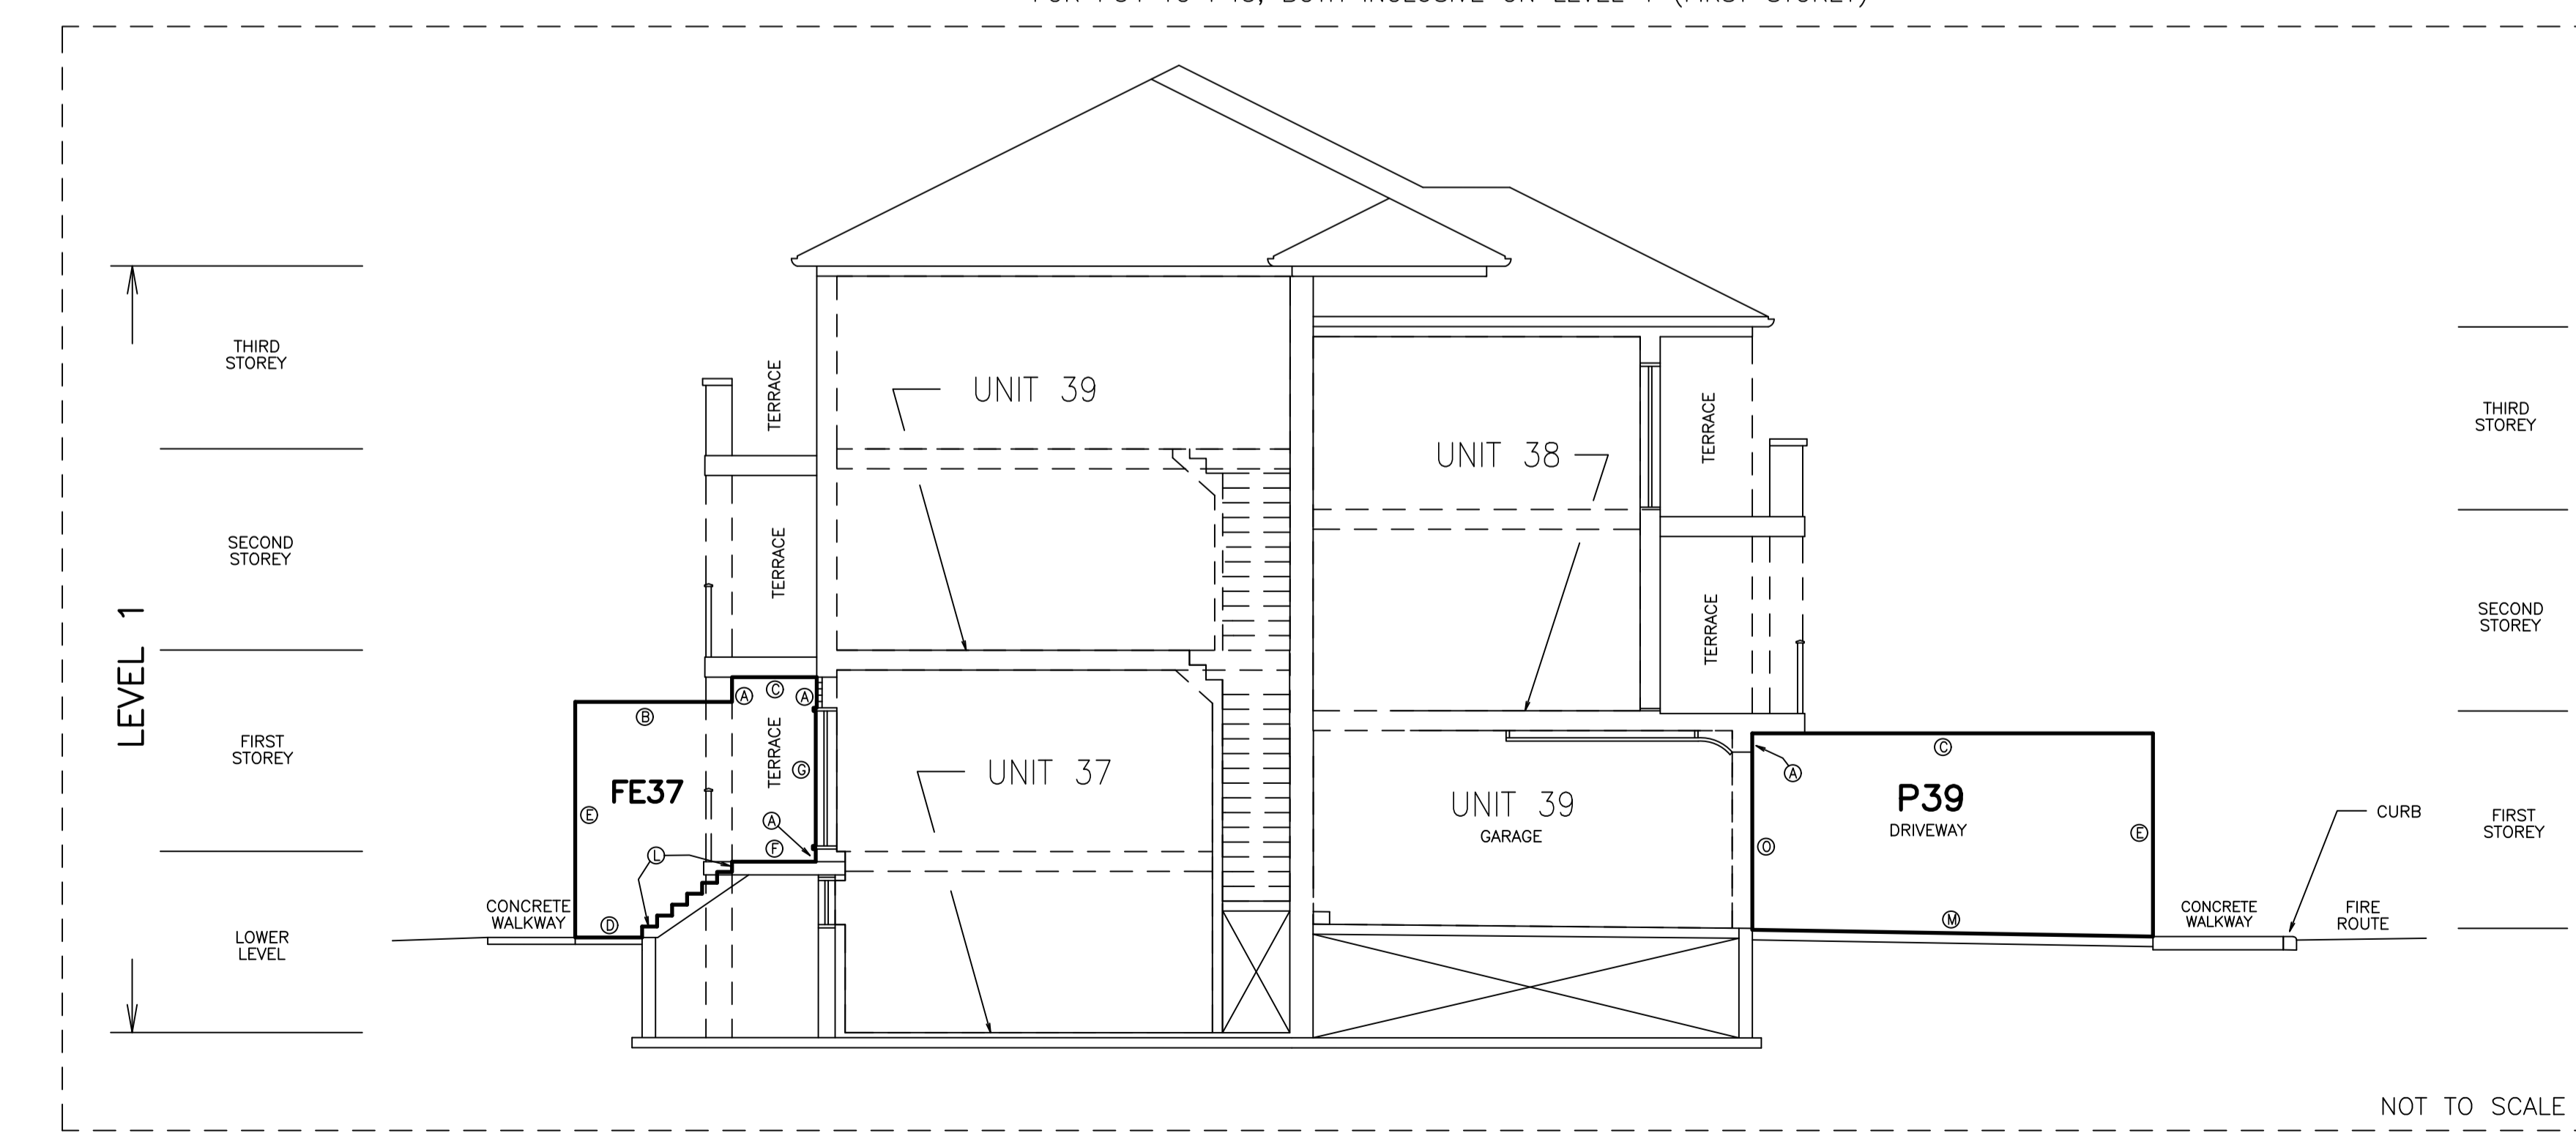 THIRD
STOREY
SECOND
STOREY
LEVEL 1
FIRST
STOREY
LOWER
LEVEL
TERRACE
TERRACE
TERRACE
UNIT 39
UNIT 38
TERRACE
TERRACE
THIRD
STOREY
SECOND
STOREY
FIRST
STOREY
A
C
A
B
G
FE37
E
A
F
L
D
CONCRETE
WALKWAY
UNIT 37
UNIT 39
GARAGE
C
A
P39
DRIVEWAY
O
E
M
CURB
CONCRETE
WALKWAY
FIRE
ROUTE
NOT TO SCALE